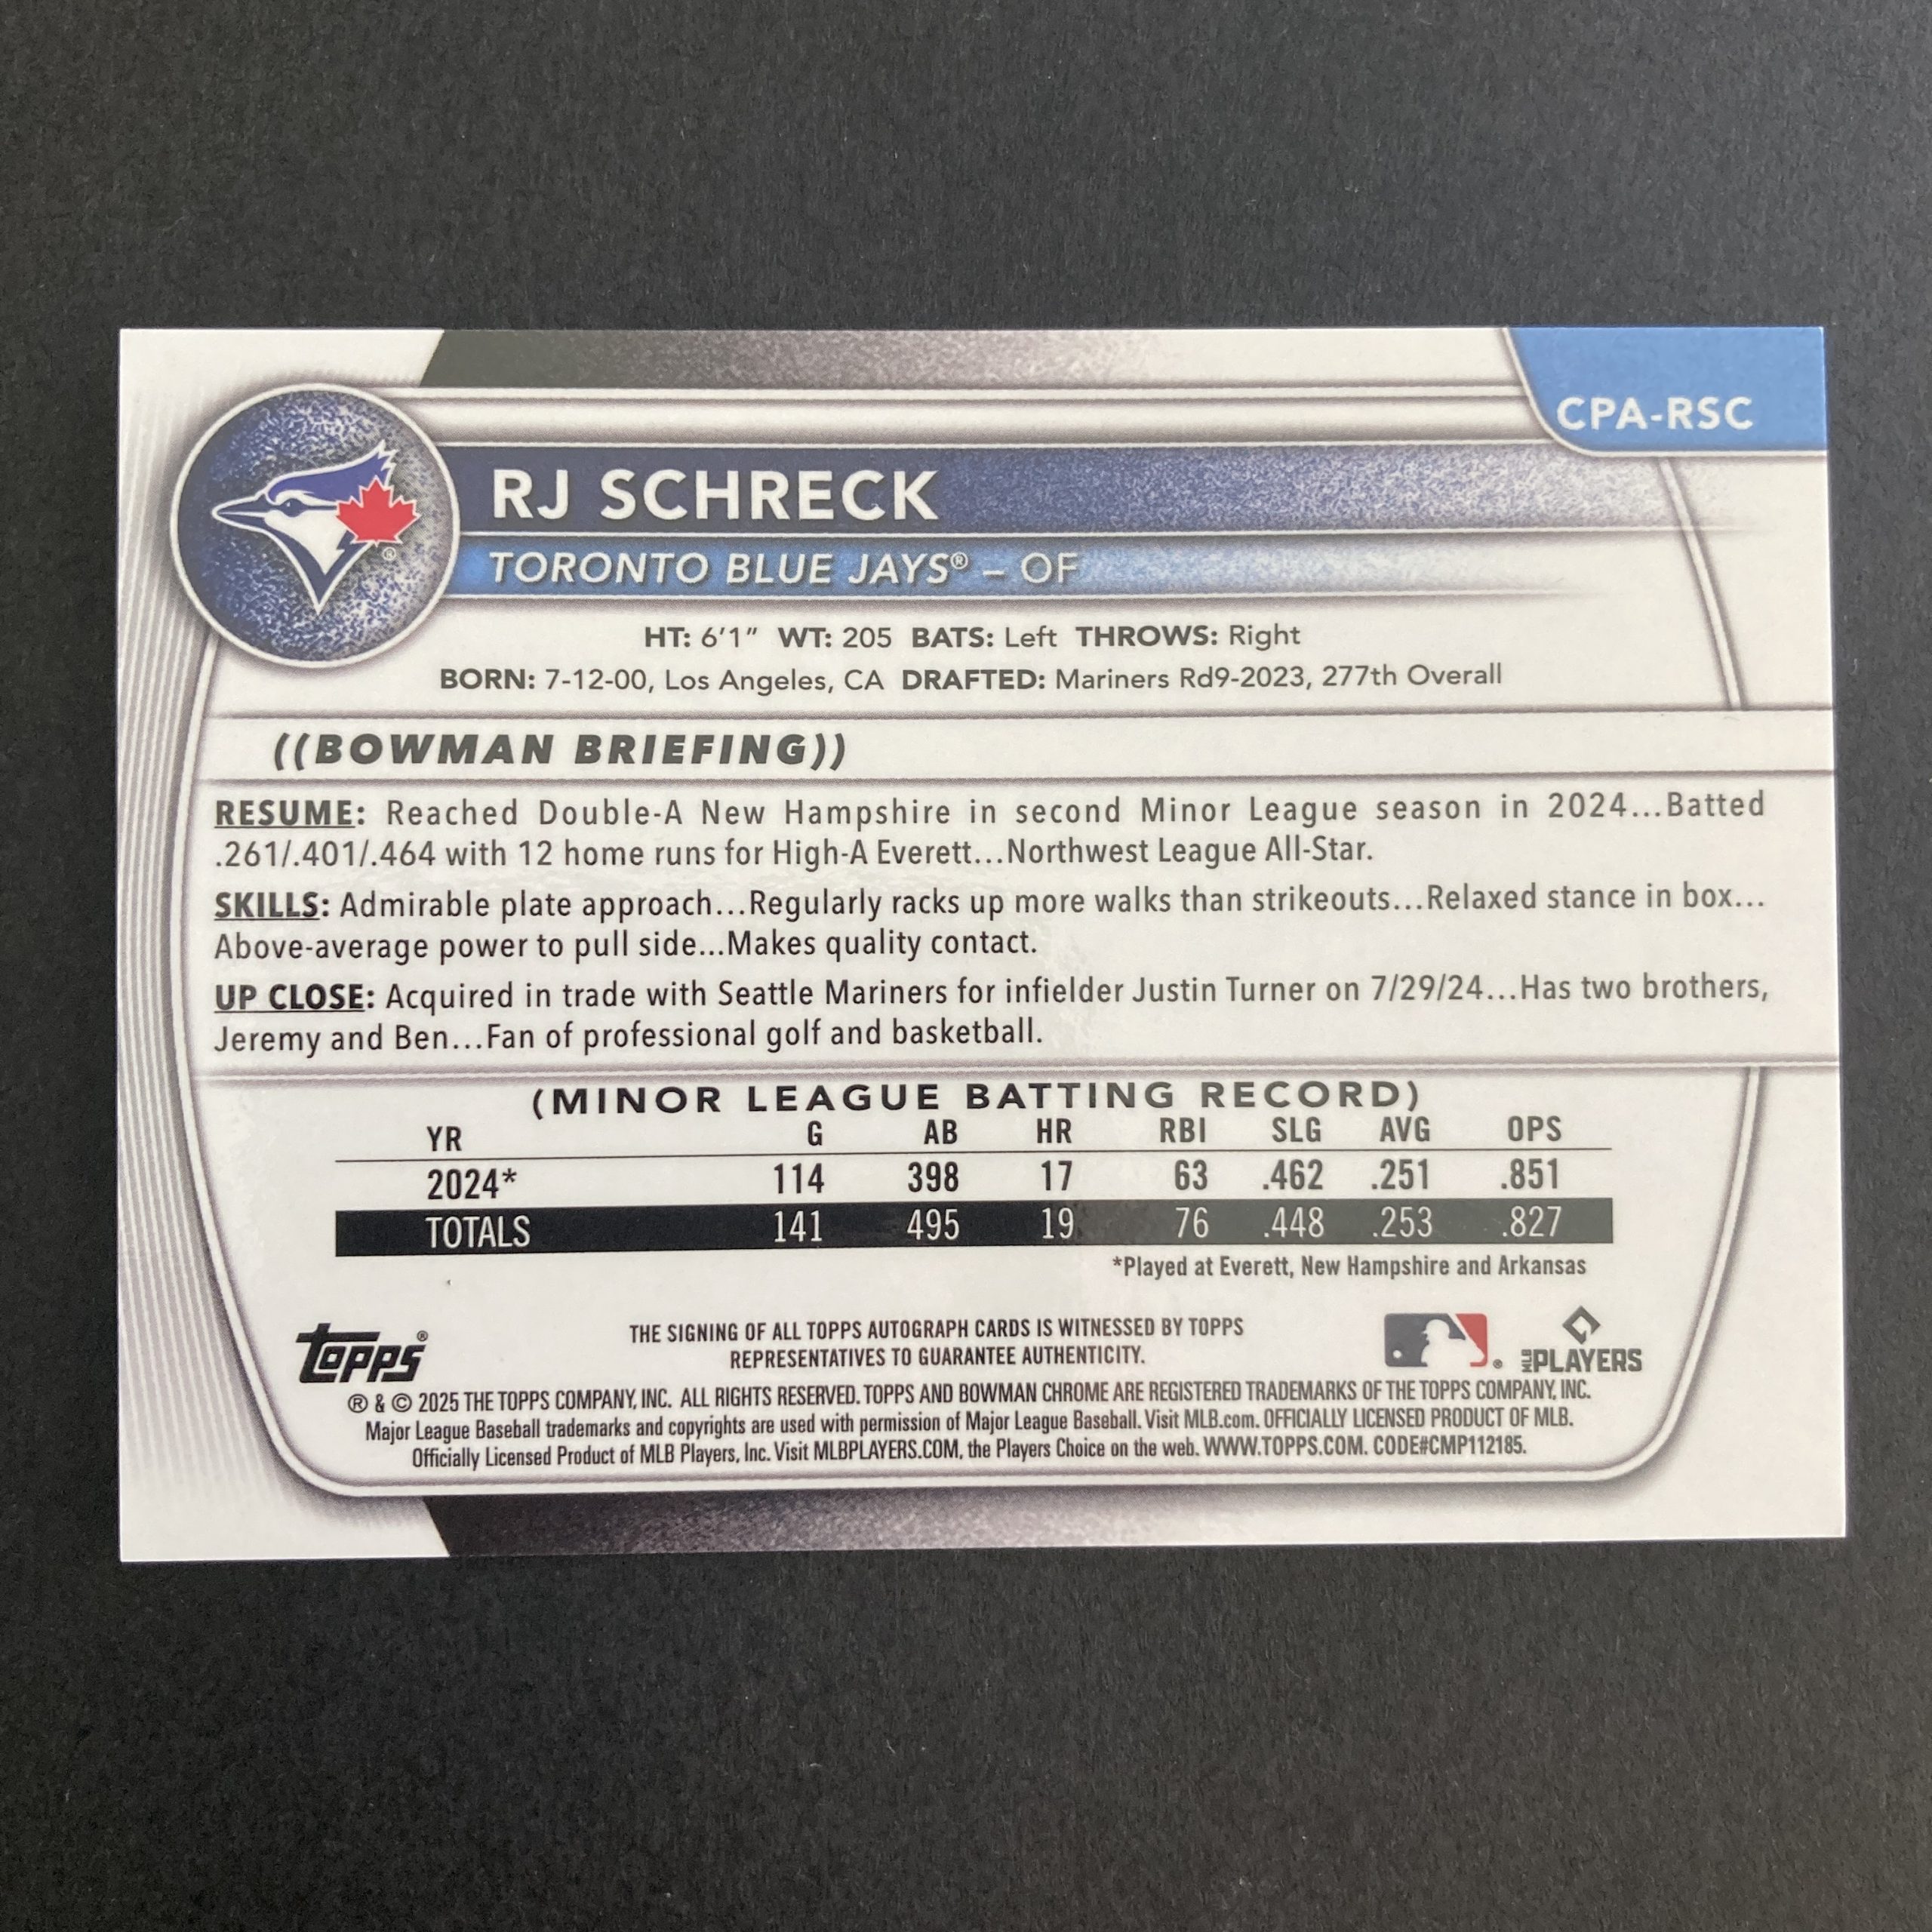 CPA-RSC
RJ SCHRECK
TORONTO BLUE JAYS® – OF
HT: 6'1" WT: 205 BATS: Left THROWS: Right
BORN: 7-12-00, Los Angeles, CA DRAFTED: Mariners Rd9-2023, 277th Overall
((BOWMAN BRIEFING))
RESUME: Reached Double-A New Hampshire in second Minor League season in 2024...Batted
.261/.401/.464 with 12 home runs for High-A Everett...Northwest League All-Star.
SKILLS: Admirable plate approach...Regularly racks up more walks than strikeouts...Relaxed stance in box...
Above-average power to pull side...Makes quality contact.
UP CLOSE: Acquired in trade with Seattle Mariners for infielder Justin Turner on 7/29/24...Has two brothers,
Jeremy and Ben...Fan of professional golf and basketball.
(MINOR LEAGUE BATTING RECORD)
YR G AB HR RBI SLG AVG OPS
2024* 114 398 17 63 .462 .251 .851
TOTALS 141 495 19 76 .448 .253 .827
*Played at Everett, New Hampshire and Arkansas
Topps®
THE SIGNING OF ALL TOPPS AUTOGRAPH CARDS IS WITNESSED BY TOPPS
REPRESENTATIVES TO GUARANTEE AUTHENTICITY.
MLB PLAYERS
® & © 2025 THE TOPPS COMPANY, INC. ALL RIGHTS RESERVED. TOPPS AND BOWMAN CHROME ARE REGISTERED TRADEMARKS OF THE TOPPS COMPANY, INC.
Major League Baseball trademarks and copyrights are used with permission of Major League Baseball. Visit MLB.com. OFFICIALLY LICENSED PRODUCT OF MLB.
Officially Licensed Product of MLB Players, Inc. Visit MLBPLAYERS.COM, the Players Choice on the web. WWW.TOPPS.COM. CODE#CMP112185.